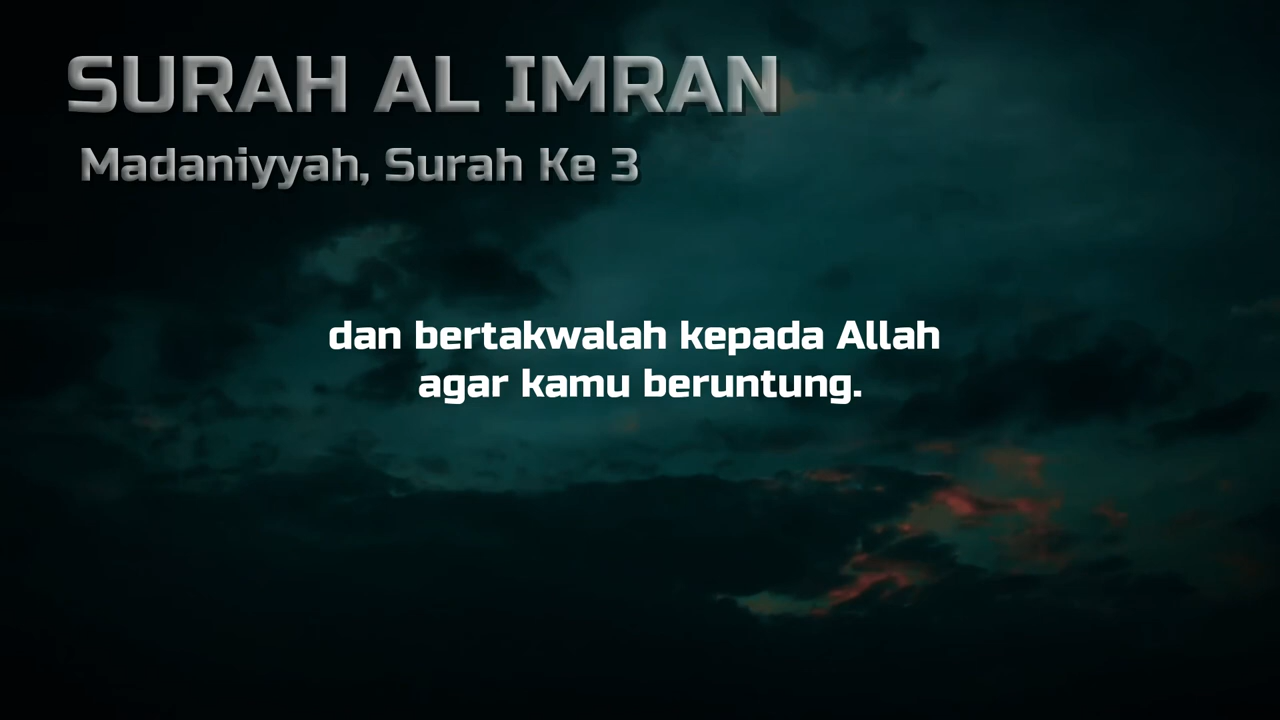 SURAH AL IMRAN
Madaniyyah, Surah Ke 3
dan bertakwalah kepada Allah
agar kamu beruntung.